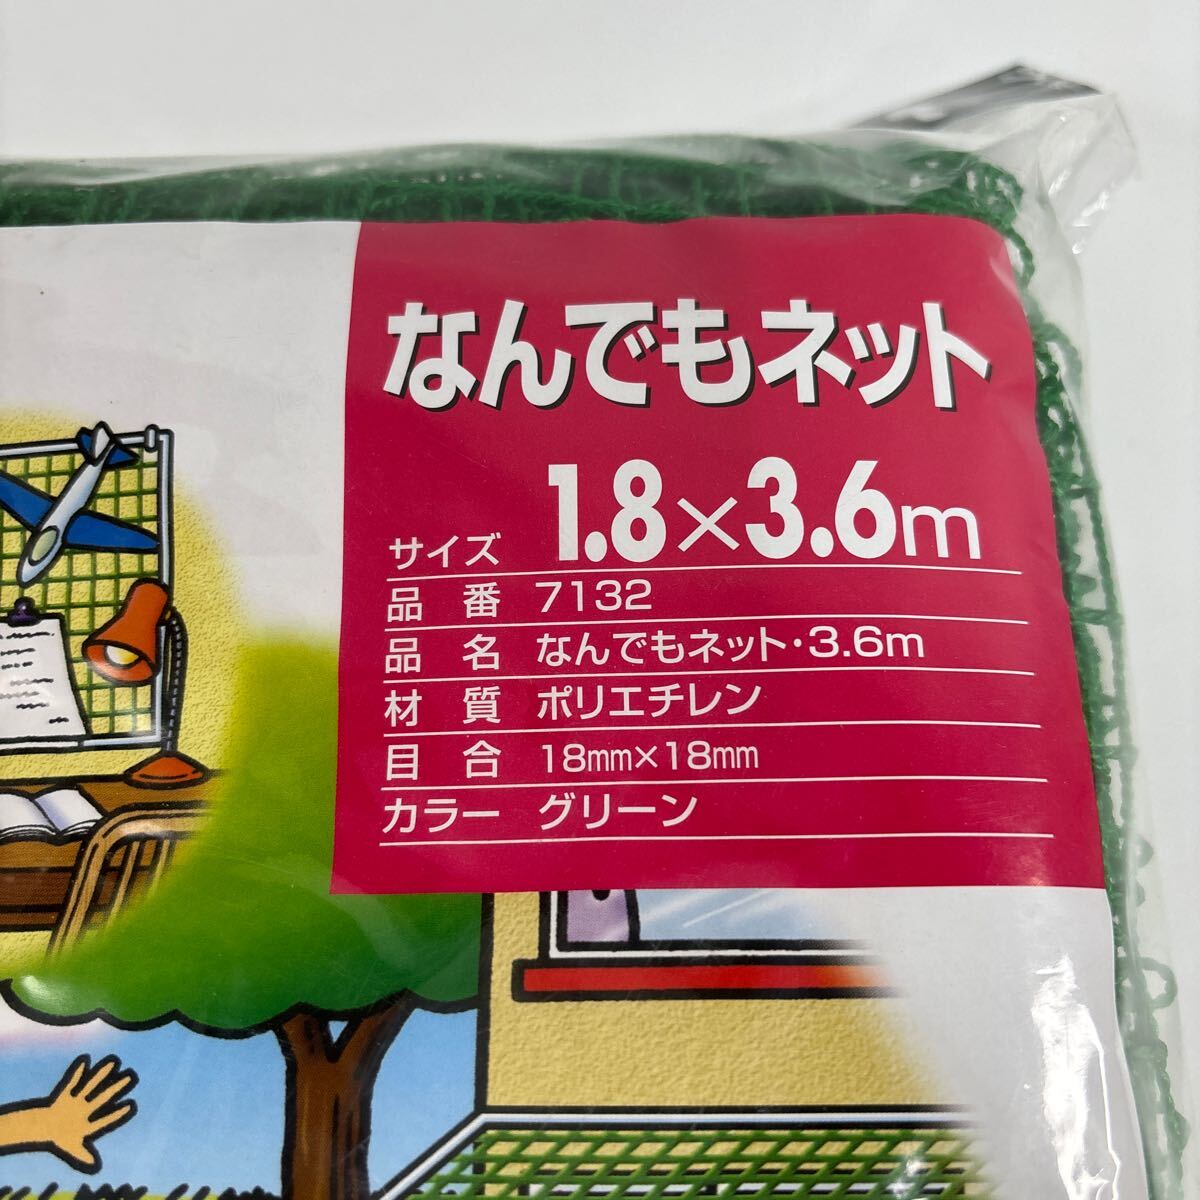 なんでもネット
サイズ 1.8×3.6m
品番 7132
品名 なんでもネット・3.6m
材質 ポリエチレン
目合 18mm×18mm
カラー グリーン